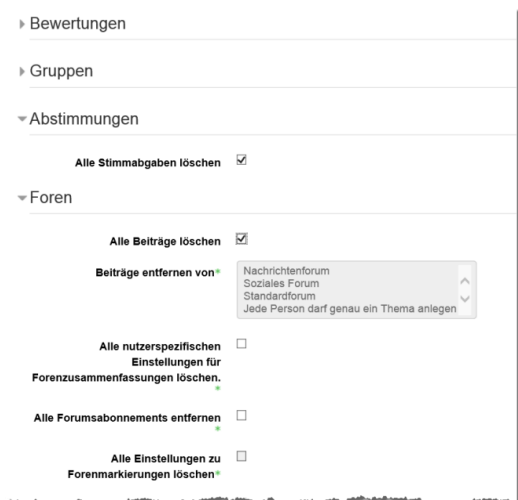 Bewertungen
Gruppen
Abstimmungen
Alle Stimmabgaben löschen
Foren
Alle Beiträge löschen
Beiträge entfernen von*
Nachrichtenforum
Soziales Forum
Standardforum
Jede Person darf genau ein Thema anlegen
Alle nutzerspezifischen
Einstellungen für
Forenzusammenfassungen löschen.
*
Alle Forumsabonnements entfernen
*
Alle Einstellungen zu
Forenmarkierungen löschen*